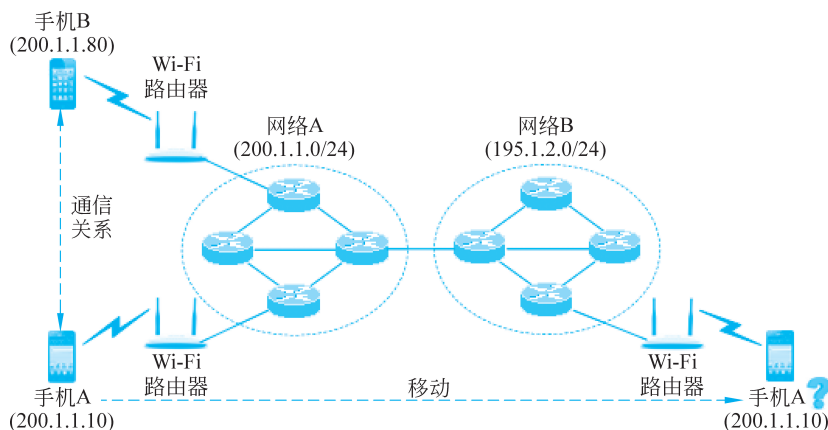 手机B
(200.1.1.80)
Wi-Fi
路由器
网络A
(200.1.1.0/24)
网络B
(195.1.2.0/24)
通信
关系
Wi-Fi
路由器
手机A
(200.1.1.10)
移动
Wi-Fi
路由器
手机A
(200.1.1.10)
?